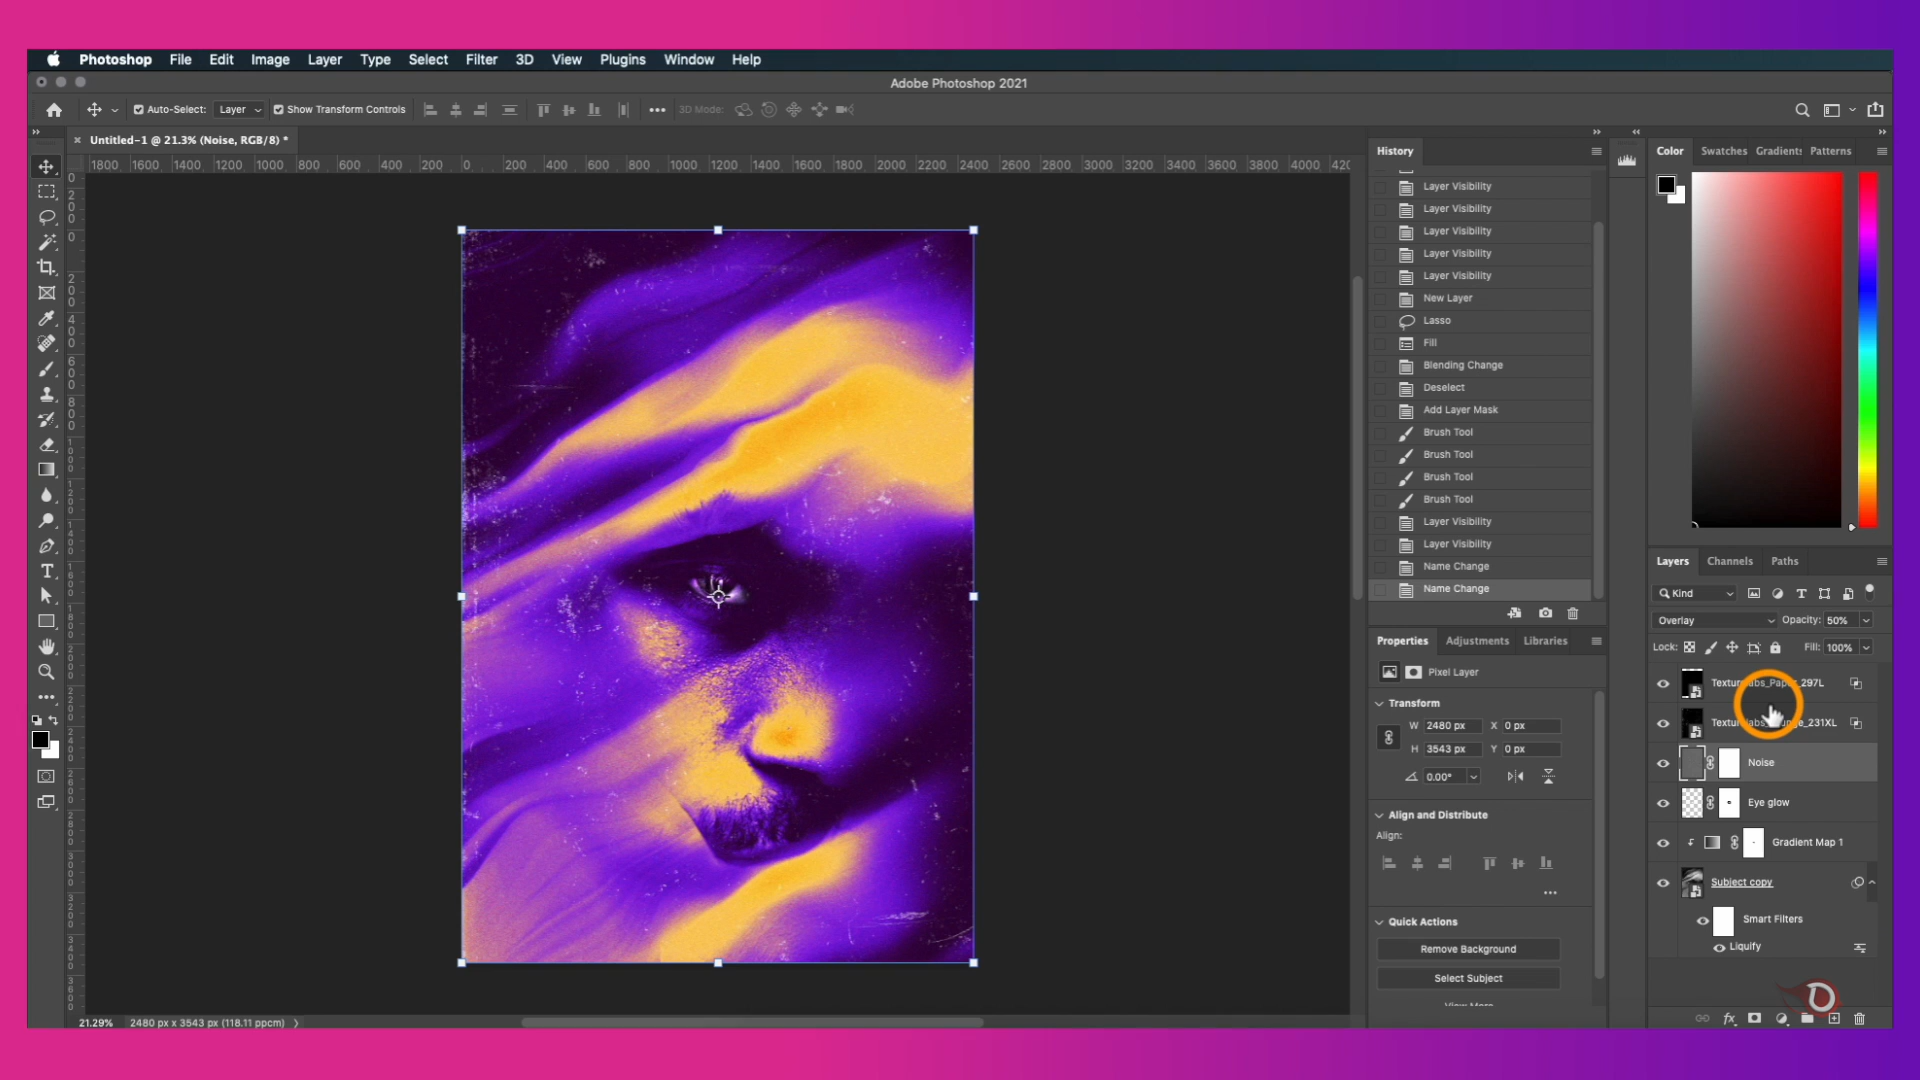 Photoshop File Edit Image Layer Type Select Filter 3D View Plugins Window Help
Adobe Photoshop 2021
Auto-Select: Layer Show Transform Controls 3D Mode:
× Untitled-1 @ 21.3% (Noise, RGB/8) *
1800 1600 1400 1200 1000 800 600 400 200 0 200 400 600 800 1000 1200 1400 1600 1800 2000 2200 2400 2600 2800 3000 3200 3400 3600 3800 4000 420
History
Layer Visibility
Layer Visibility
Layer Visibility
Layer Visibility
Layer Visibility
New Layer
Lasso
Fill
Blending Change
Deselect
Add Layer Mask
Brush Tool
Brush Tool
Brush Tool
Brush Tool
Layer Visibility
Layer Visibility
Name Change
Name Change
Properties Adjustments Libraries
Pixel Layer
Transform
W 2480 px X 0 px
H 3543 px Y 0 px
0.00°
Align and Distribute
Align:
Quick Actions
Remove Background
Select Subject
View More
Color Swatches Gradients Patterns
Layers Channels Paths
Kind
Overlay Opacity: 50%
Lock: Fill: 100%
297L
231XL
Noise
Eye glow
Gradient Map 1
Subject copy
Smart Filters
Liquify
fx
D
21.29% 2480 px x 3543 px (118.11 ppcm)